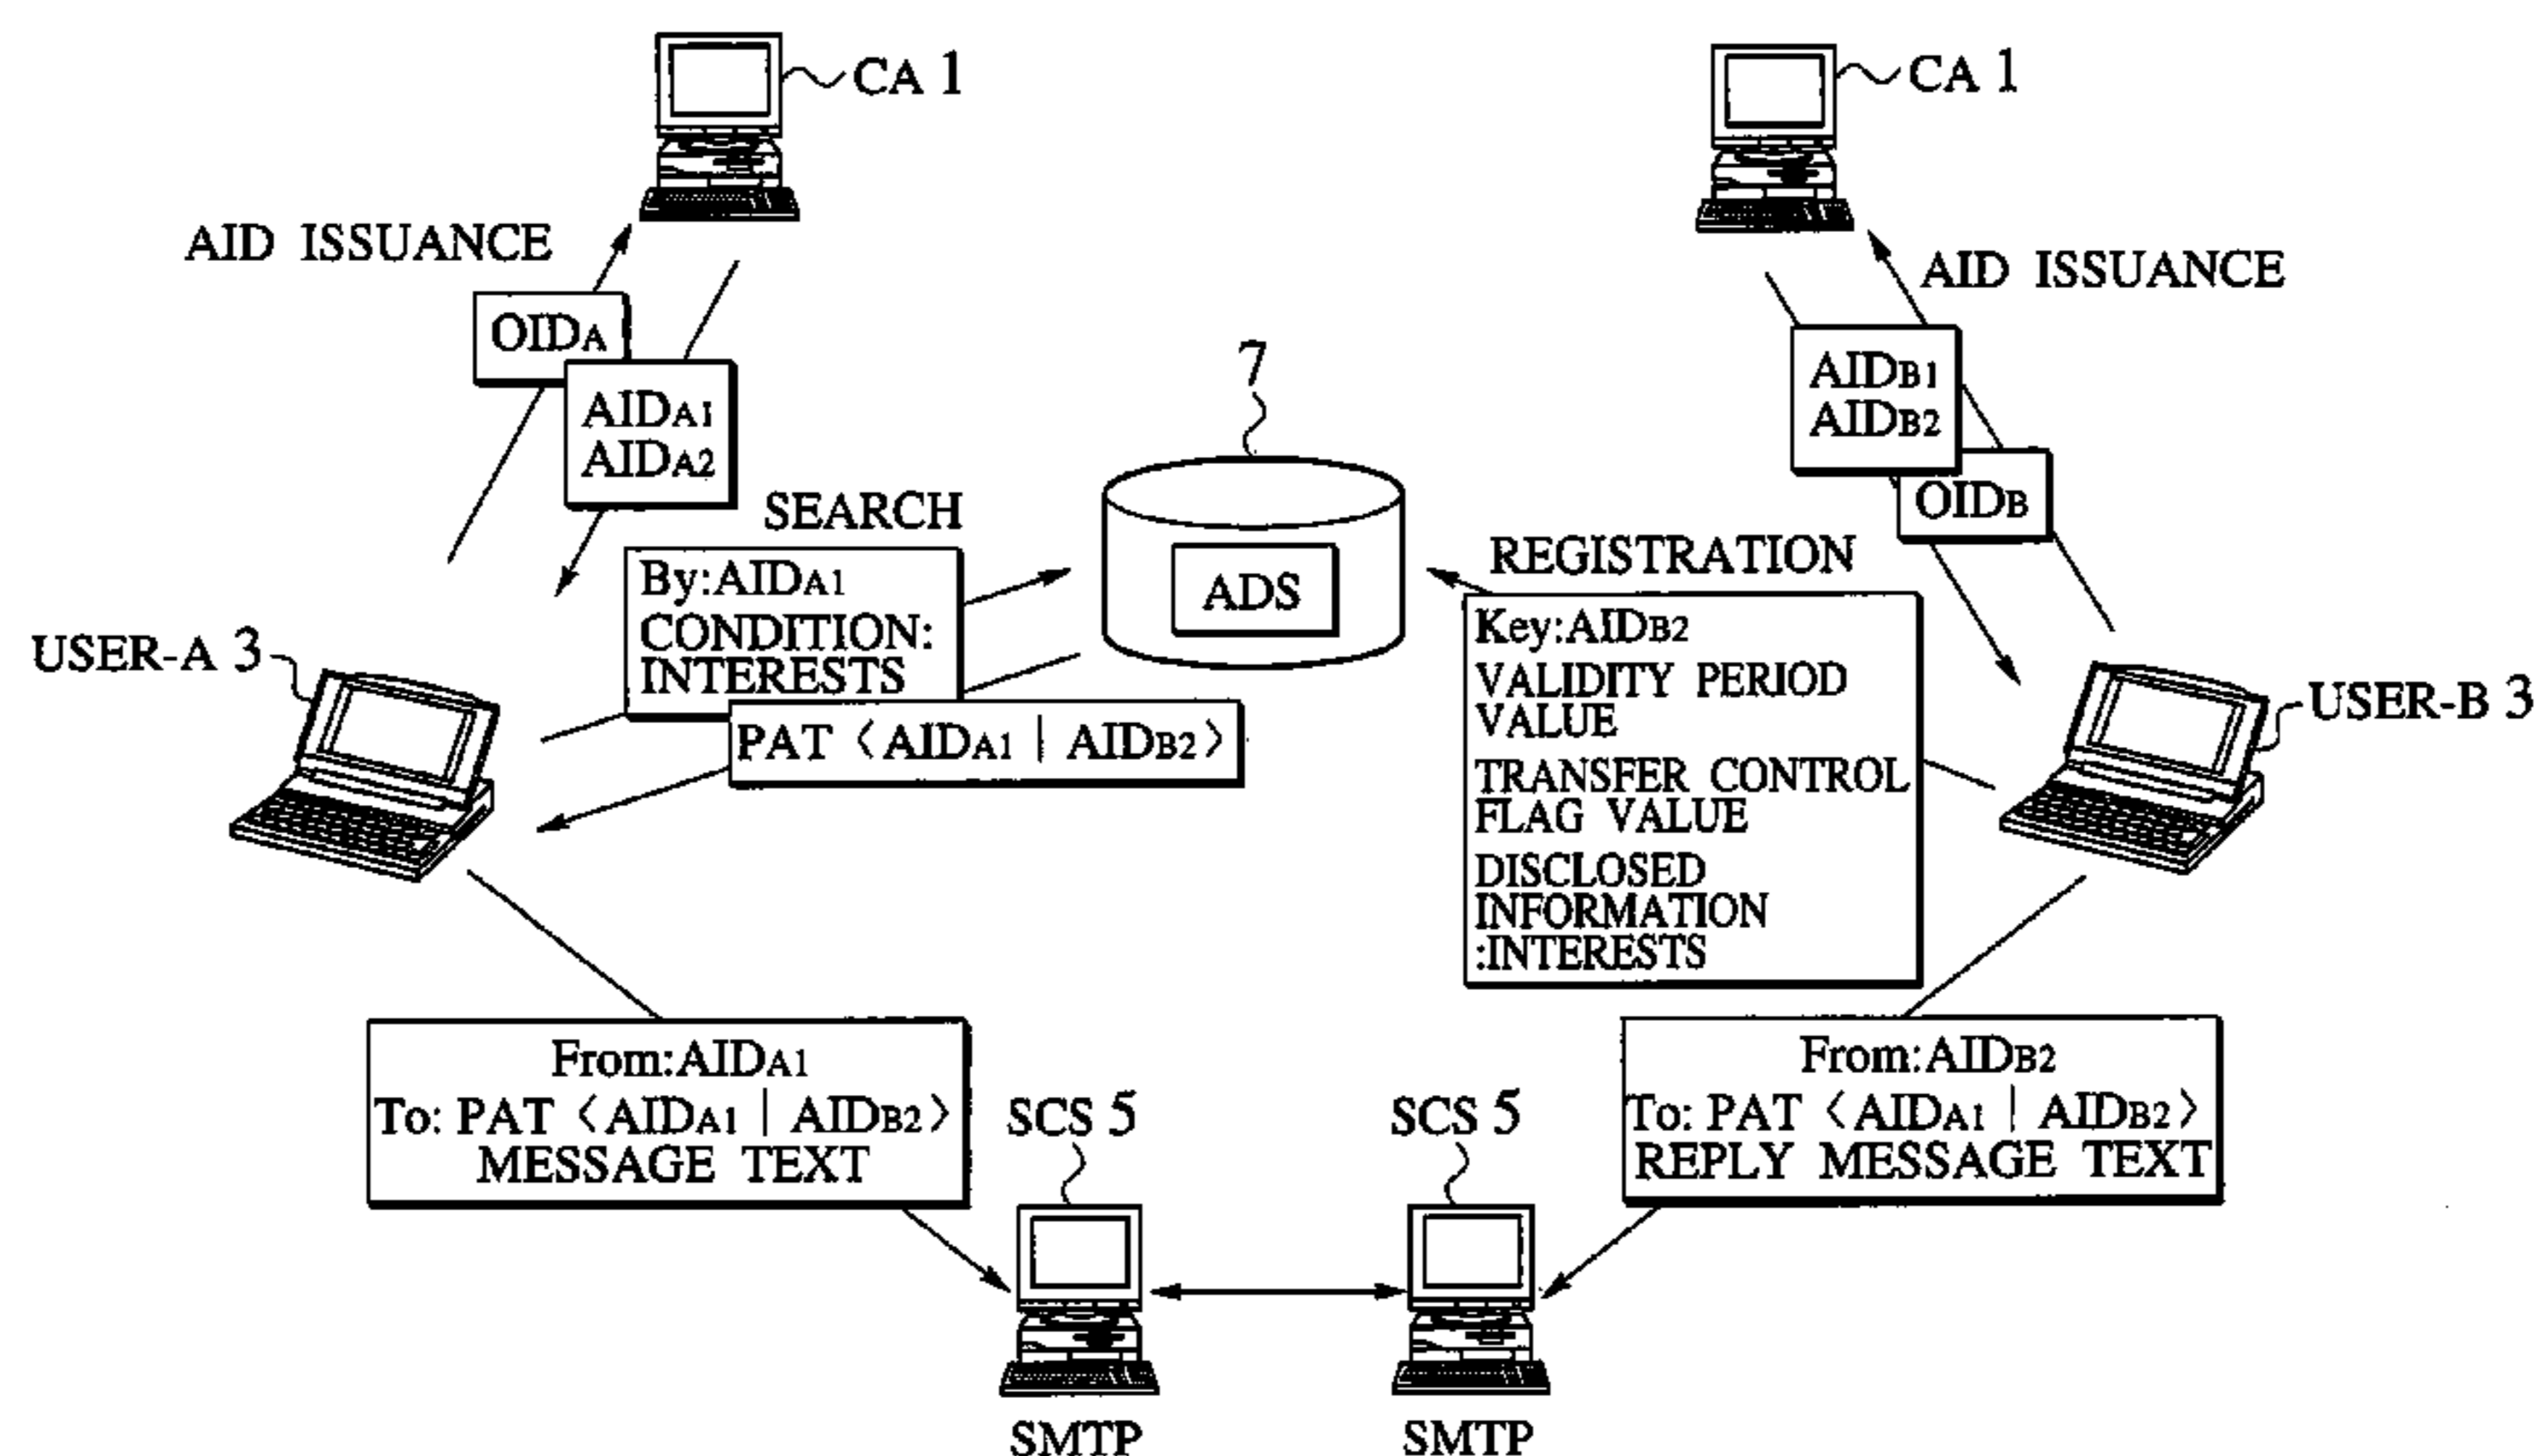 CA 1
CA 1
AID ISSUANCE
OIDA
AIDA1
AIDA2
AID ISSUANCE
AIDB1
AIDB2
OIDB
7
ADS
SEARCH
By:AIDA1
CONDITION:
INTERESTS
PAT〈AIDA1 | AIDB2〉
REGISTRATION
Key:AIDB2
VALIDITY PERIOD
VALUE
TRANSFER CONTROL
FLAG VALUE
DISCLOSED
INFORMATION
:INTERESTS
USER-A 3
USER-B 3
From:AIDA1
To: PAT〈AIDA1 | AIDB2〉
MESSAGE TEXT
From:AIDB2
To: PAT〈AIDA1 | AIDB2〉
REPLY MESSAGE TEXT
SCS 5
SCS 5
SMTP
SMTP